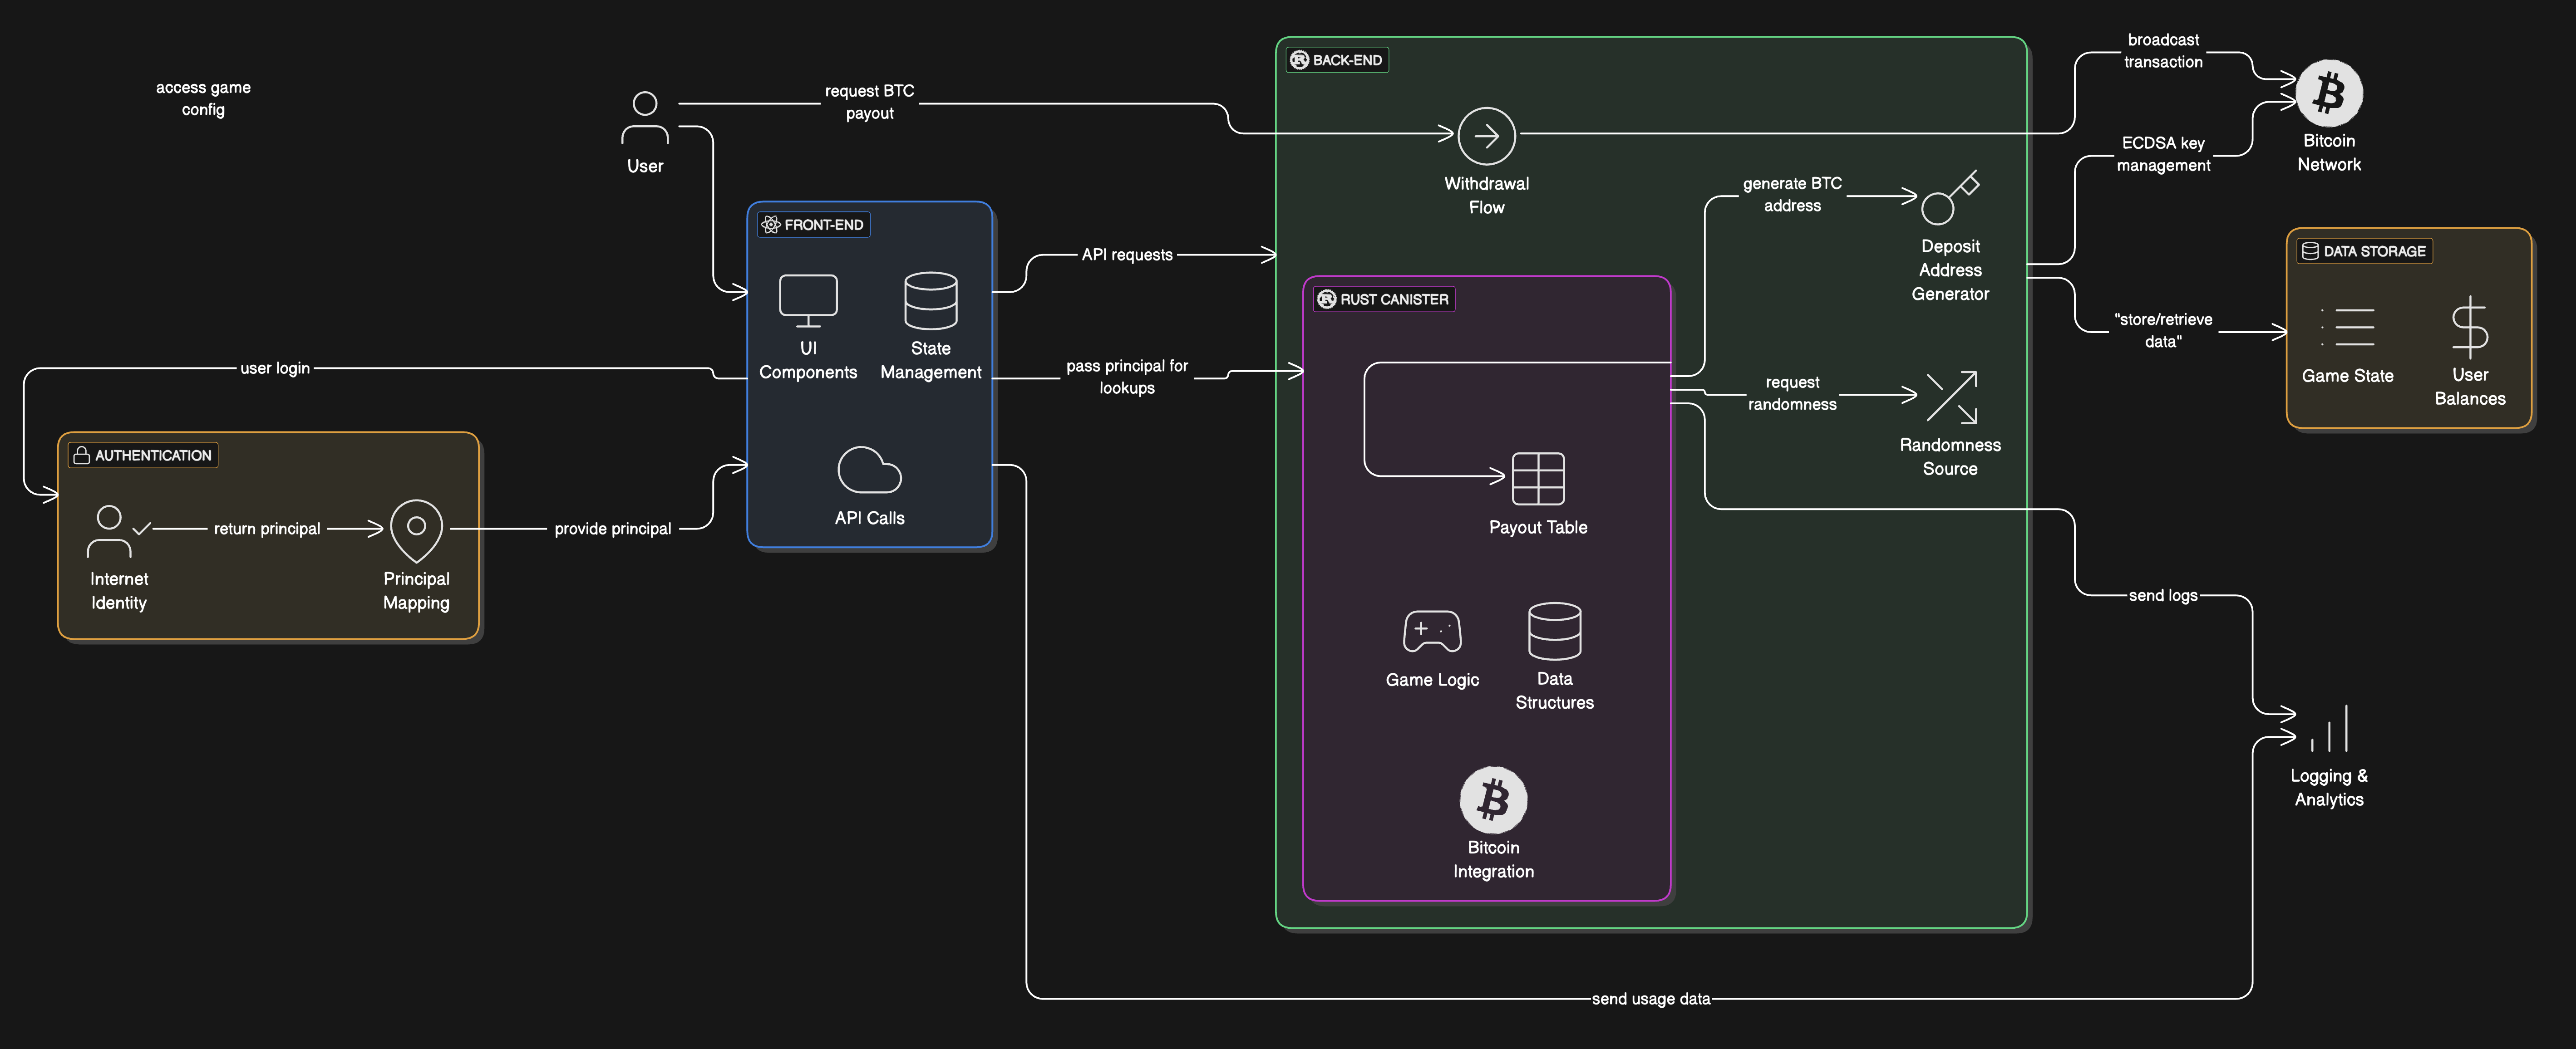 access game
config
User
request BTC
payout
BACK-END
Withdrawal
Flow
broadcast
transaction
Bitcoin
Network
ECDSA key
management
generate BTC
address
Deposit
Address
Generator
FRONT-END
UI
Components
State
Management
API Calls
API requests
pass principal for
lookups
user login
AUTHENTICATION
Internet
Identity
return principal
Principal
Mapping
provide principal
RUST CANISTER
Payout Table
Game Logic
Data
Structures
Bitcoin
Integration
request
randomness
Randomness
Source
DATA STORAGE
"store/retrieve
data"
Game State
User
Balances
send logs
Logging &
Analytics
send usage data